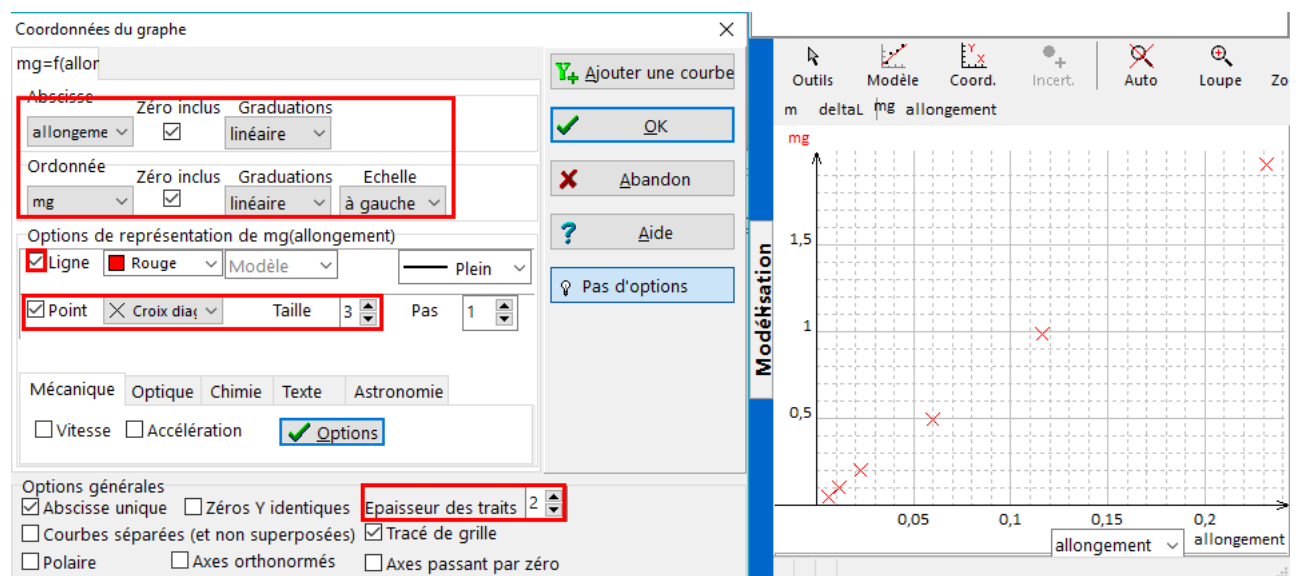 Coordonnées du graphe
mg=f(allor
Abscisse
Zéro inclus Graduations
allongeme linéaire
Ordonnée
Zéro inclus Graduations Echelle
mg linéaire à gauche
Options de représentation de mg(allongement)
Ligne Rouge Modèle Plein
Point Croix diag Taille 3 Pas 1
Mécanique Optique Chimie Texte Astronomie
Vitesse Accélération Options
Options générales
Abscisse unique Zéros Y identiques Epaisseur des traits 2
Courbes séparées (et non superposées) Tracé de grille
Polaire Axes orthonormés Axes passant par zéro
Ajouter une courbe
OK
Abandon
Aide
Pas d'options
Modélisation
Outils Modèle Coord. Incert. Auto Loupe Zo
m deltaL mg allongement
mg
1,5
1
0,5
0,05 0,1 0,15 0,2
allongement allongement